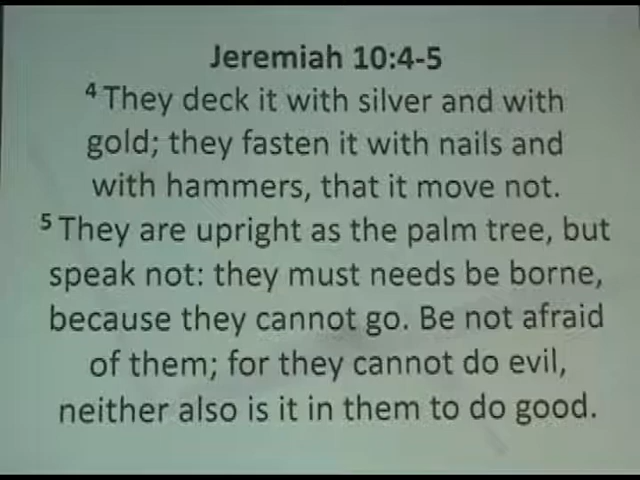 Jeremiah 10:4-5
4 They deck it with silver and with
gold; they fasten it with nails and
with hammers, that it move not.
5 They are upright as the palm tree, but
speak not: they must needs be borne,
because they cannot go. Be not afraid
of them; for they cannot do evil,
neither also is it in them to do good.